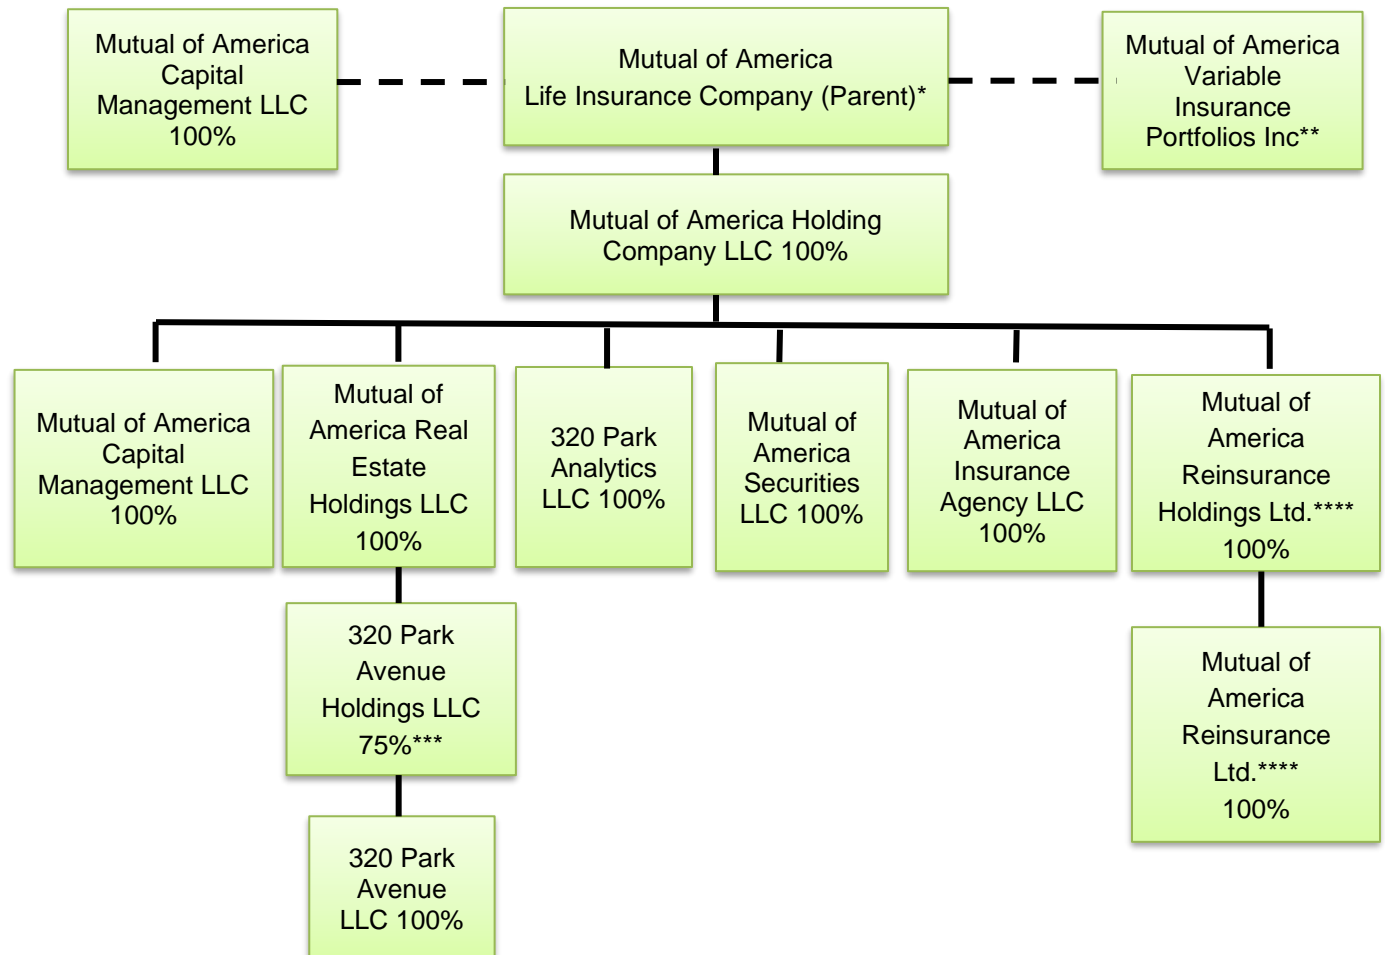 Mutual of America
Capital
Management LLC
100%
Mutual of America
Life Insurance Company (Parent)*
Mutual of America
Variable
Insurance
Portfolios Inc**
Mutual of America Holding
Company LLC 100%
Mutual of America
Capital
Management LLC
100%
Mutual of
America Real
Estate
Holdings LLC
100%
320 Park
Analytics
LLC 100%
Mutual of
America
Securities
LLC 100%
Mutual of
America
Insurance
Agency LLC
100%
Mutual of
America
Reinsurance
Holdings Ltd.****
100%
320 Park
Avenue
Holdings LLC
75%***
Mutual of
America
Reinsurance
Ltd.****
100%
320 Park
Avenue
LLC 100%